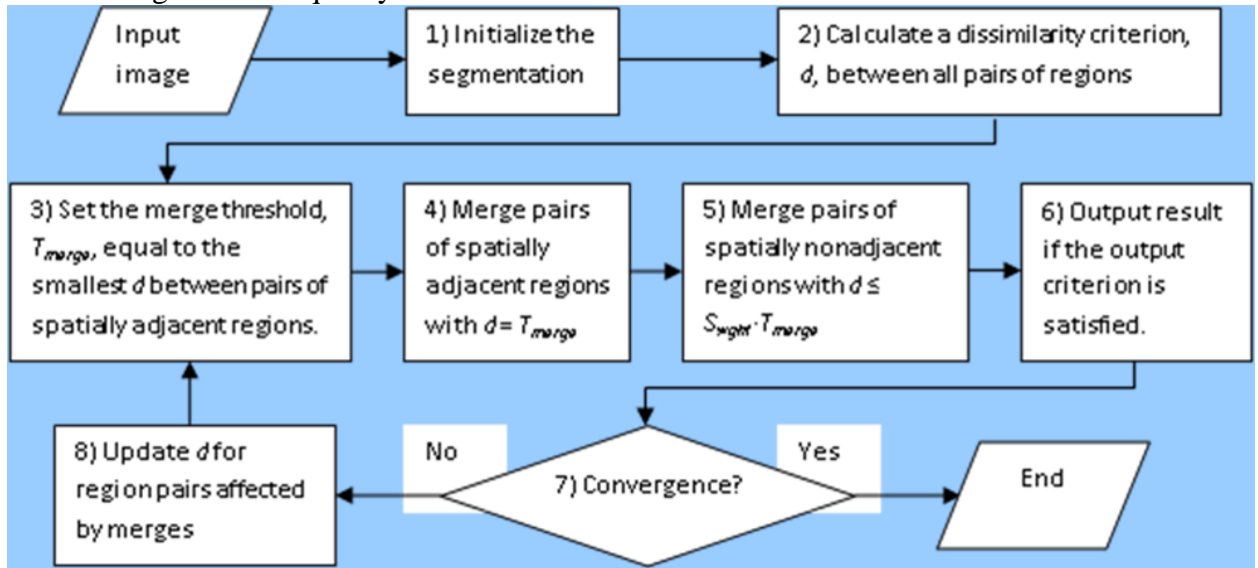 Input
image
1) Initialize the
segmentation
2) Calculate a dissimilarity criterion,
d, between all pairs of regions
3) Set the merge threshold,
Tmerge, equal to the
smallest d between pairs of
spatially adjacent regions.
4) Merge pairs
of spatially
adjacent regions
with d = Tmerge
5) Merge pairs of
spatially nonadjacent
regions with d ≤
Swght·Tmerge
6) Output result
if the output
criterion is
satisfied.
8) Update d for
region pairs affected
by merges
No
7) Convergence?
Yes
End